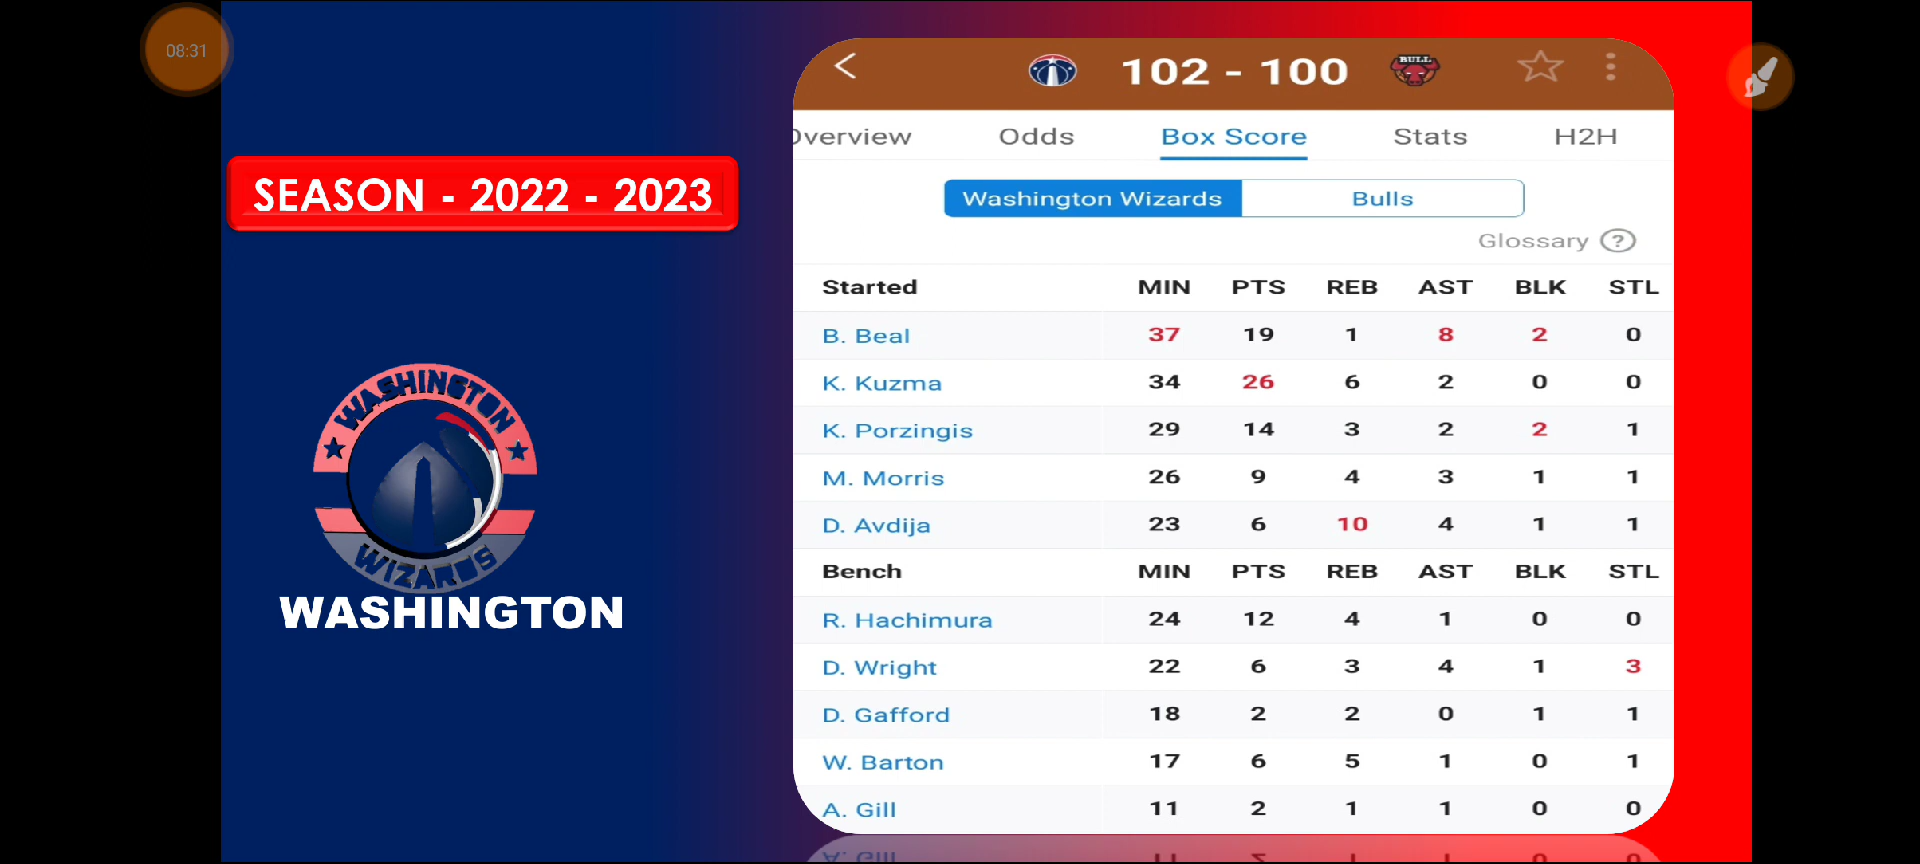 08:31
102 - 100
BULL
Overview Odds Box Score Stats H2H
SEASON - 2022 - 2023
Washington Wizards Bulls
Glossary ?
Started MIN PTS REB AST BLK STL
B. Beal 37 19 1 8 2 0
K. Kuzma 34 26 6 2 0 0
K. Porzingis 29 14 3 2 2 1
M. Morris 26 9 4 3 1 1
D. Avdija 23 6 10 4 1 1
Bench MIN PTS REB AST BLK STL
R. Hachimura 24 12 4 1 0 0
D. Wright 22 6 3 4 1 3
D. Gafford 18 2 2 0 1 1
W. Barton 17 6 5 1 0 1
A. Gill 11 2 1 1 0 0
WASHINGTON
WIZARDS
WASHINGTON